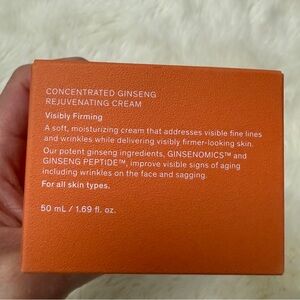 CONCENTRATED GINSENG
REJUVENATING CREAM
Visibly Firming
A soft, moisturizing cream that addresses visible fine lines
and wrinkles while delivering visibly firmer-looking skin.
Our potent ginseng ingredients, GINSENOMICS™ and
GINSENG PEPTIDE™, improve visible signs of aging
including wrinkles on the face and sagging.
For all skin types.
50 mL / 1.69 fl. oz.